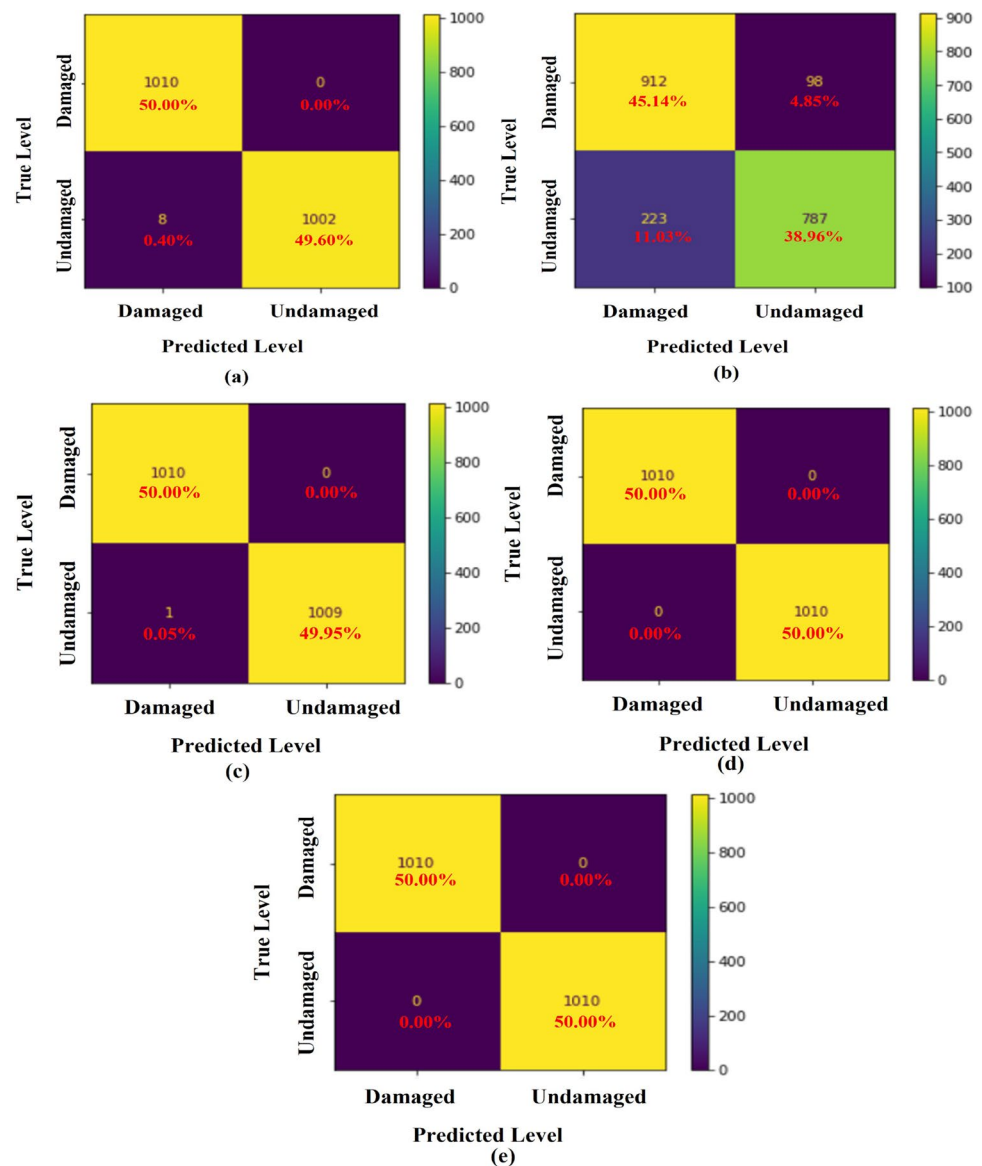 1000
800
600
400
200
0
True Level
Damaged
Undamaged
1010
50.00%
0
0.00%
8
0.40%
1002
49.60%
Damaged
Undamaged
Predicted Level
(a)
900
800
700
600
500
400
300
200
100
True Level
Damaged
Undamaged
912
45.14%
98
4.85%
223
11.03%
787
38.96%
Damaged
Undamaged
Predicted Level
(b)
1000
800
600
400
200
0
True Level
Damaged
Undamaged
1010
50.00%
0
0.00%
1
0.05%
1009
49.95%
Damaged
Undamaged
Predicted Level
(c)
1000
800
600
400
200
0
True Level
Damaged
Undamaged
1010
50.00%
0
0.00%
0
0.00%
1010
50.00%
Damaged
Undamaged
Predicted Level
(d)
1000
800
600
400
200
0
True Level
Damaged
Undamaged
1010
50.00%
0
0.00%
0
0.00%
1010
50.00%
Damaged
Undamaged
Predicted Level
(e)